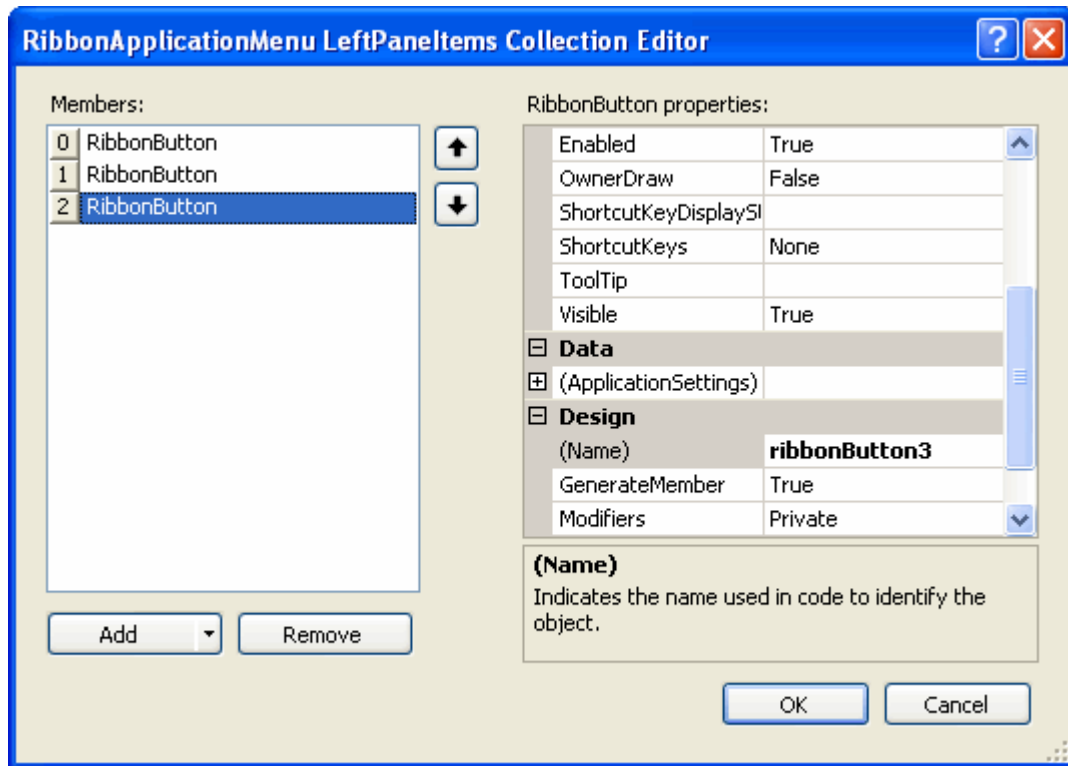 RibbonApplicationMenu LeftPaneItems Collection Editor
Members:
0 RibbonButton
1 RibbonButton
2 RibbonButton
Add
Remove
RibbonButton properties:
Enabled True
OwnerDraw False
ShortcutKeyDisplaySt
ShortcutKeys None
ToolTip
Visible True
Data
(ApplicationSettings)
Design
(Name) ribbonButton3
GenerateMember True
Modifiers Private
(Name)
Indicates the name used in code to identify the
object.
OK
Cancel